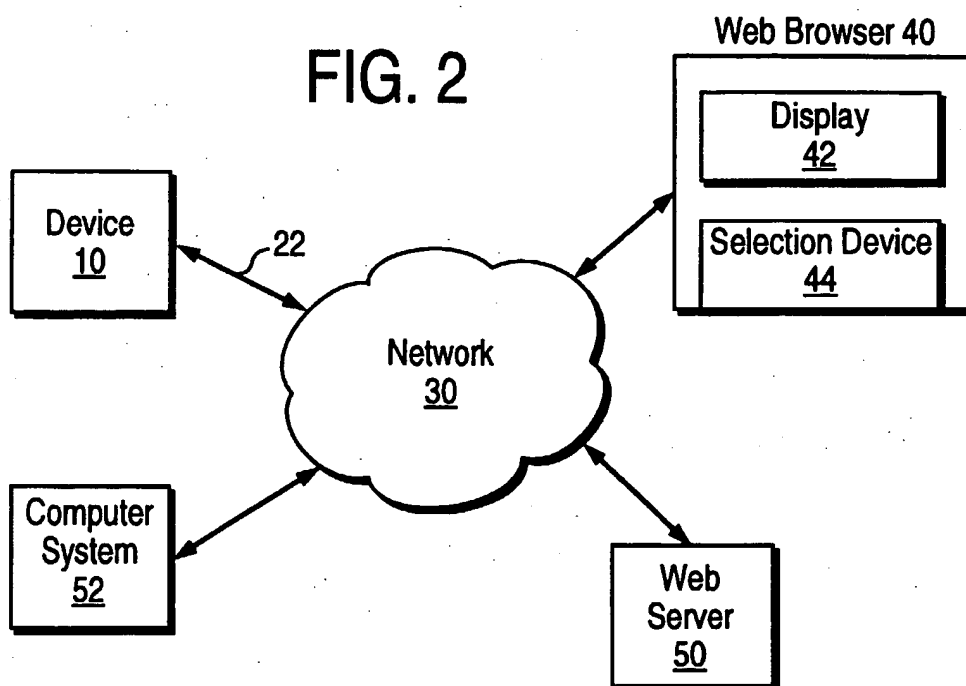 FIG. 2
Web Browser 40
Display
42
Selection Device
44
Device
10
22
Network
30
Computer
System
52
Web
Server
50